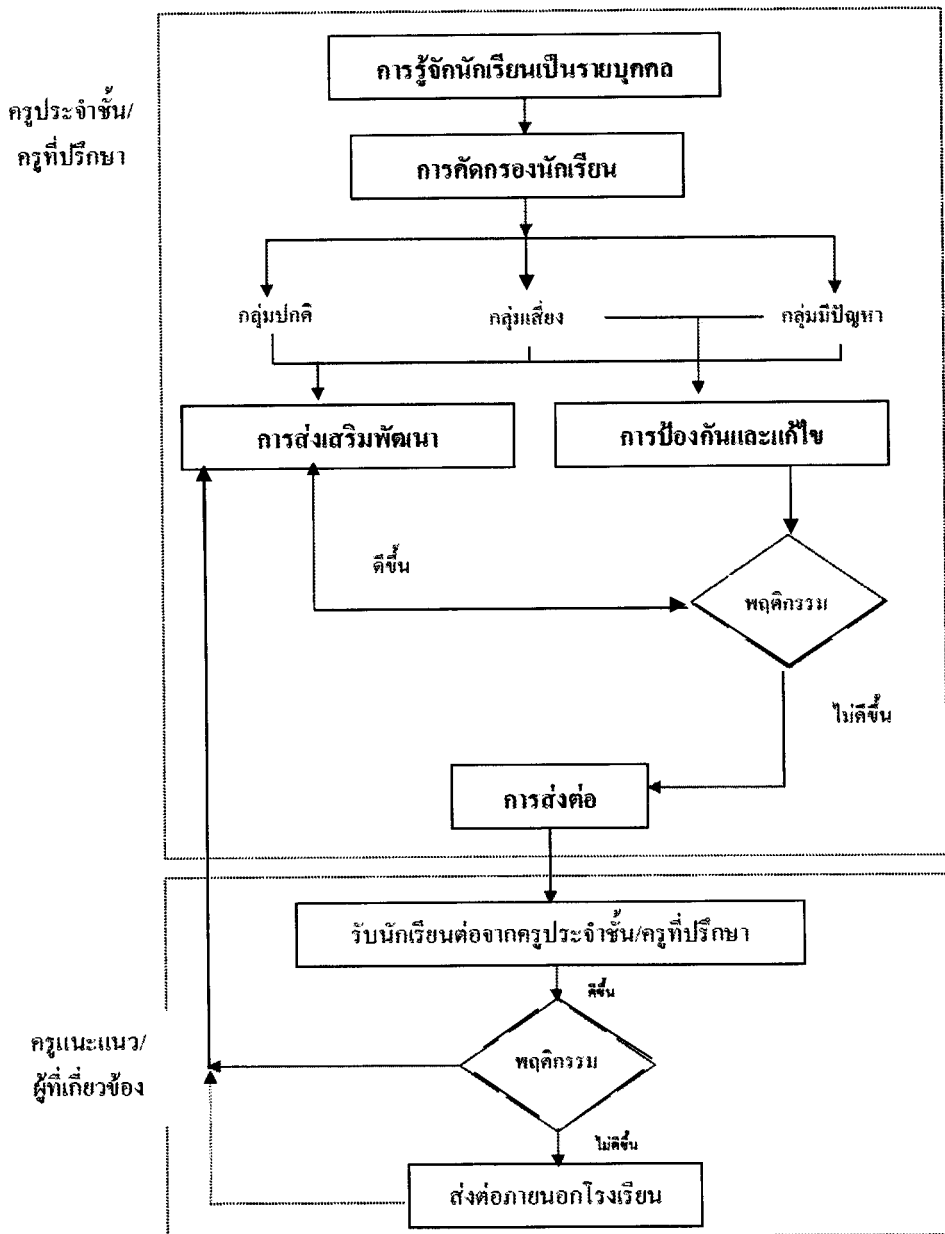 การรู้จักนักเรียนเป็นรายบุคคล
ครูประจำชั้น/
ครูที่ปรึกษา
การคัดกรองนักเรียน
กลุ่มปกติ
กลุ่มเสี่ยง
กลุ่มมีปัญหา
การส่งเสริมพัฒนา
การป้องกันและแก้ไข
ดีขึ้น
พฤติกรรม
ไม่ดีขึ้น
การส่งต่อ
รับนักเรียนต่อจากครูประจำชั้น/ครูที่ปรึกษา
ดีขึ้น
ครูแนะแนว/
ผู้ที่เกี่ยวข้อง
พฤติกรรม
ไม่ดีขึ้น
ส่งต่อภายนอกโรงเรียน